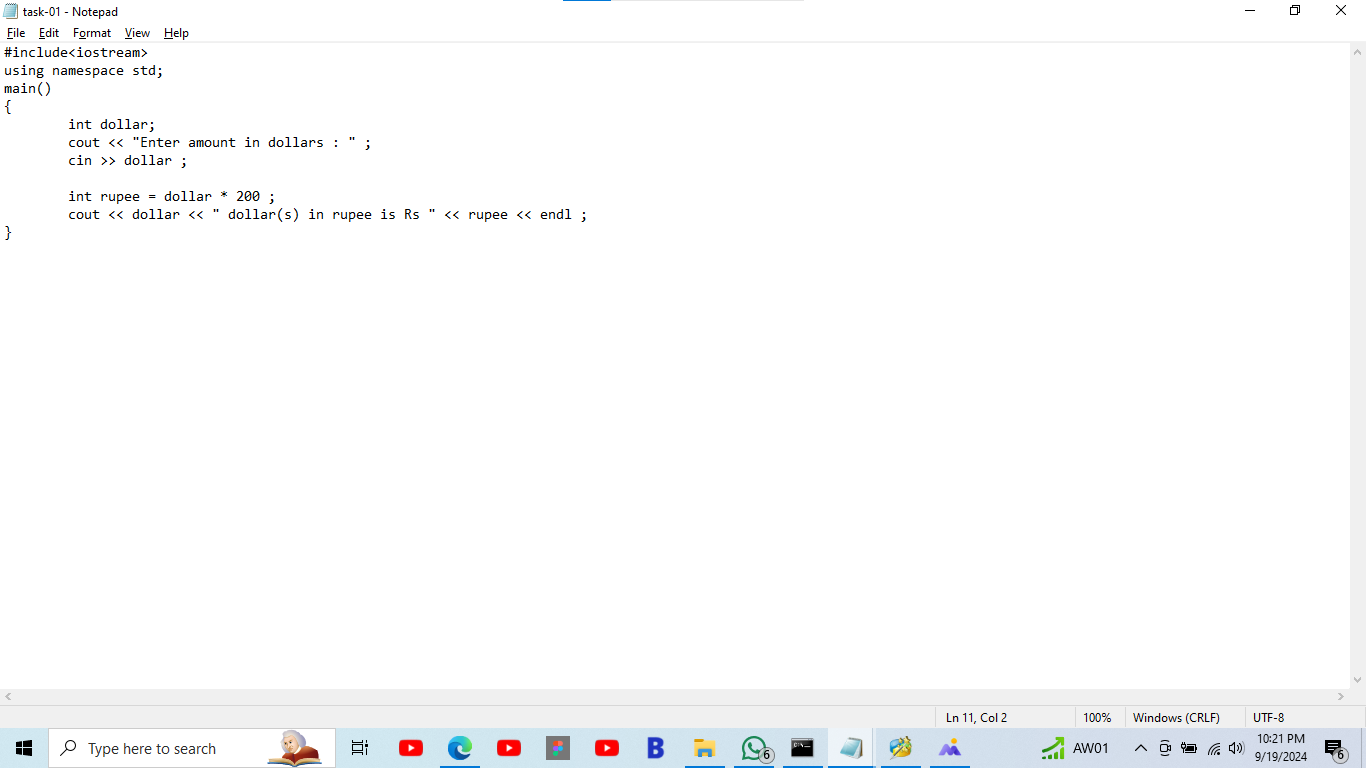 task-01 - Notepad
File Edit Format View Help
#include<iostream>
using namespace std;
main()
{
        int dollar;
        cout << "Enter amount in dollars : " ;
        cin >> dollar ;

        int rupee = dollar * 200 ;
        cout << dollar << " dollar(s) in rupee is Rs " << rupee << endl ;
}
Ln 11, Col 2 100% Windows (CRLF) UTF-8
Type here to search B 6 AW01 10:21 PM
9/19/2024 6